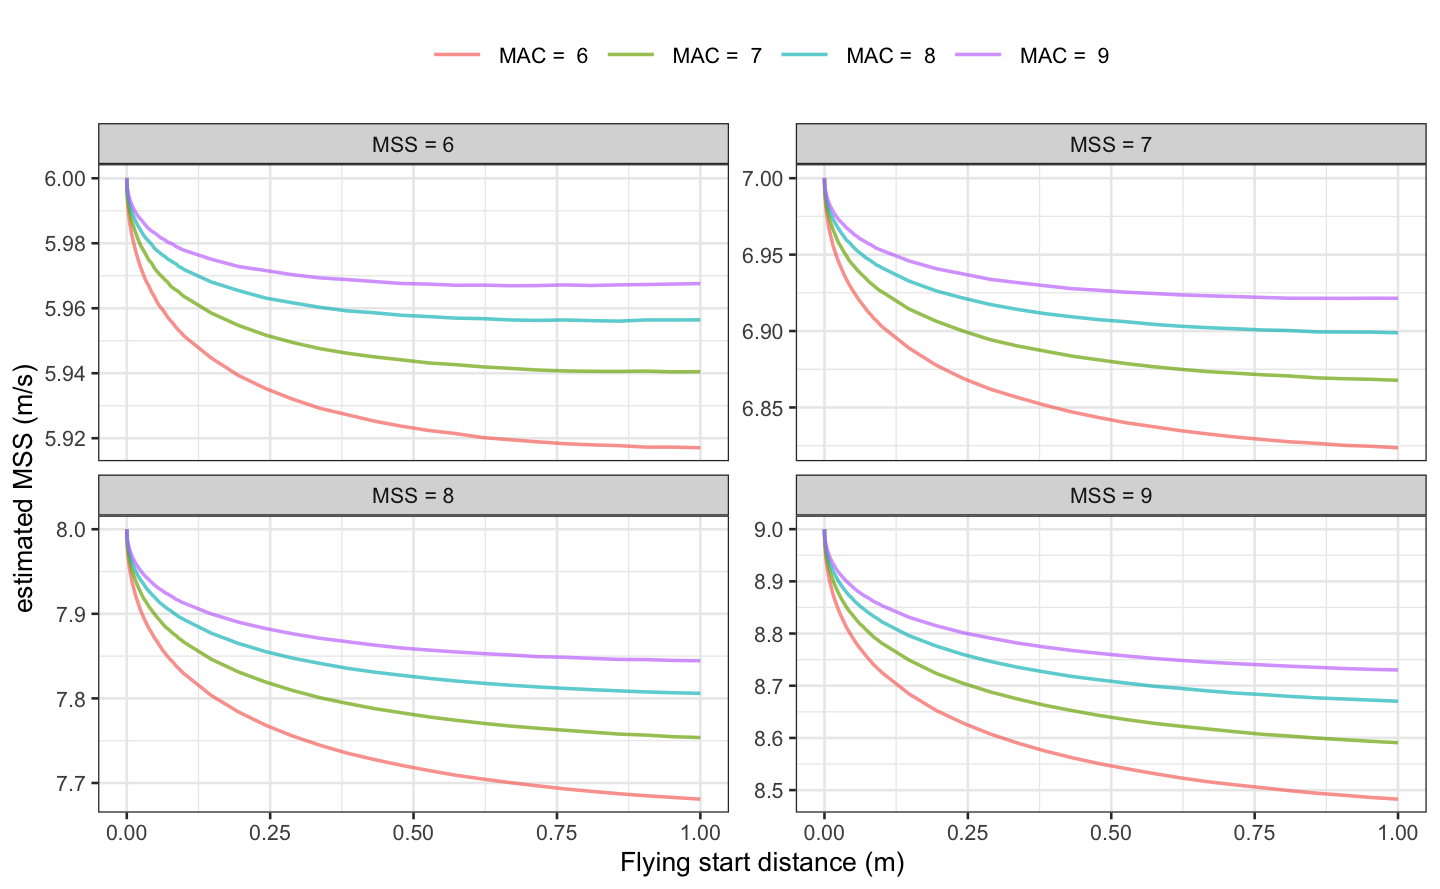 MAC = 6 MAC = 7 MAC = 8 MAC = 9
MSS = 6
6.00
5.98
5.96
5.94
5.92
MSS = 7
7.00
6.95
6.90
6.85
estimated MSS (m/s)
MSS = 8
8.0
7.9
7.8
7.7
0.00 0.25 0.50 0.75 1.00
MSS = 9
9.0
8.9
8.8
8.7
8.6
8.5
0.00 0.25 0.50 0.75 1.00
Flying start distance (m)